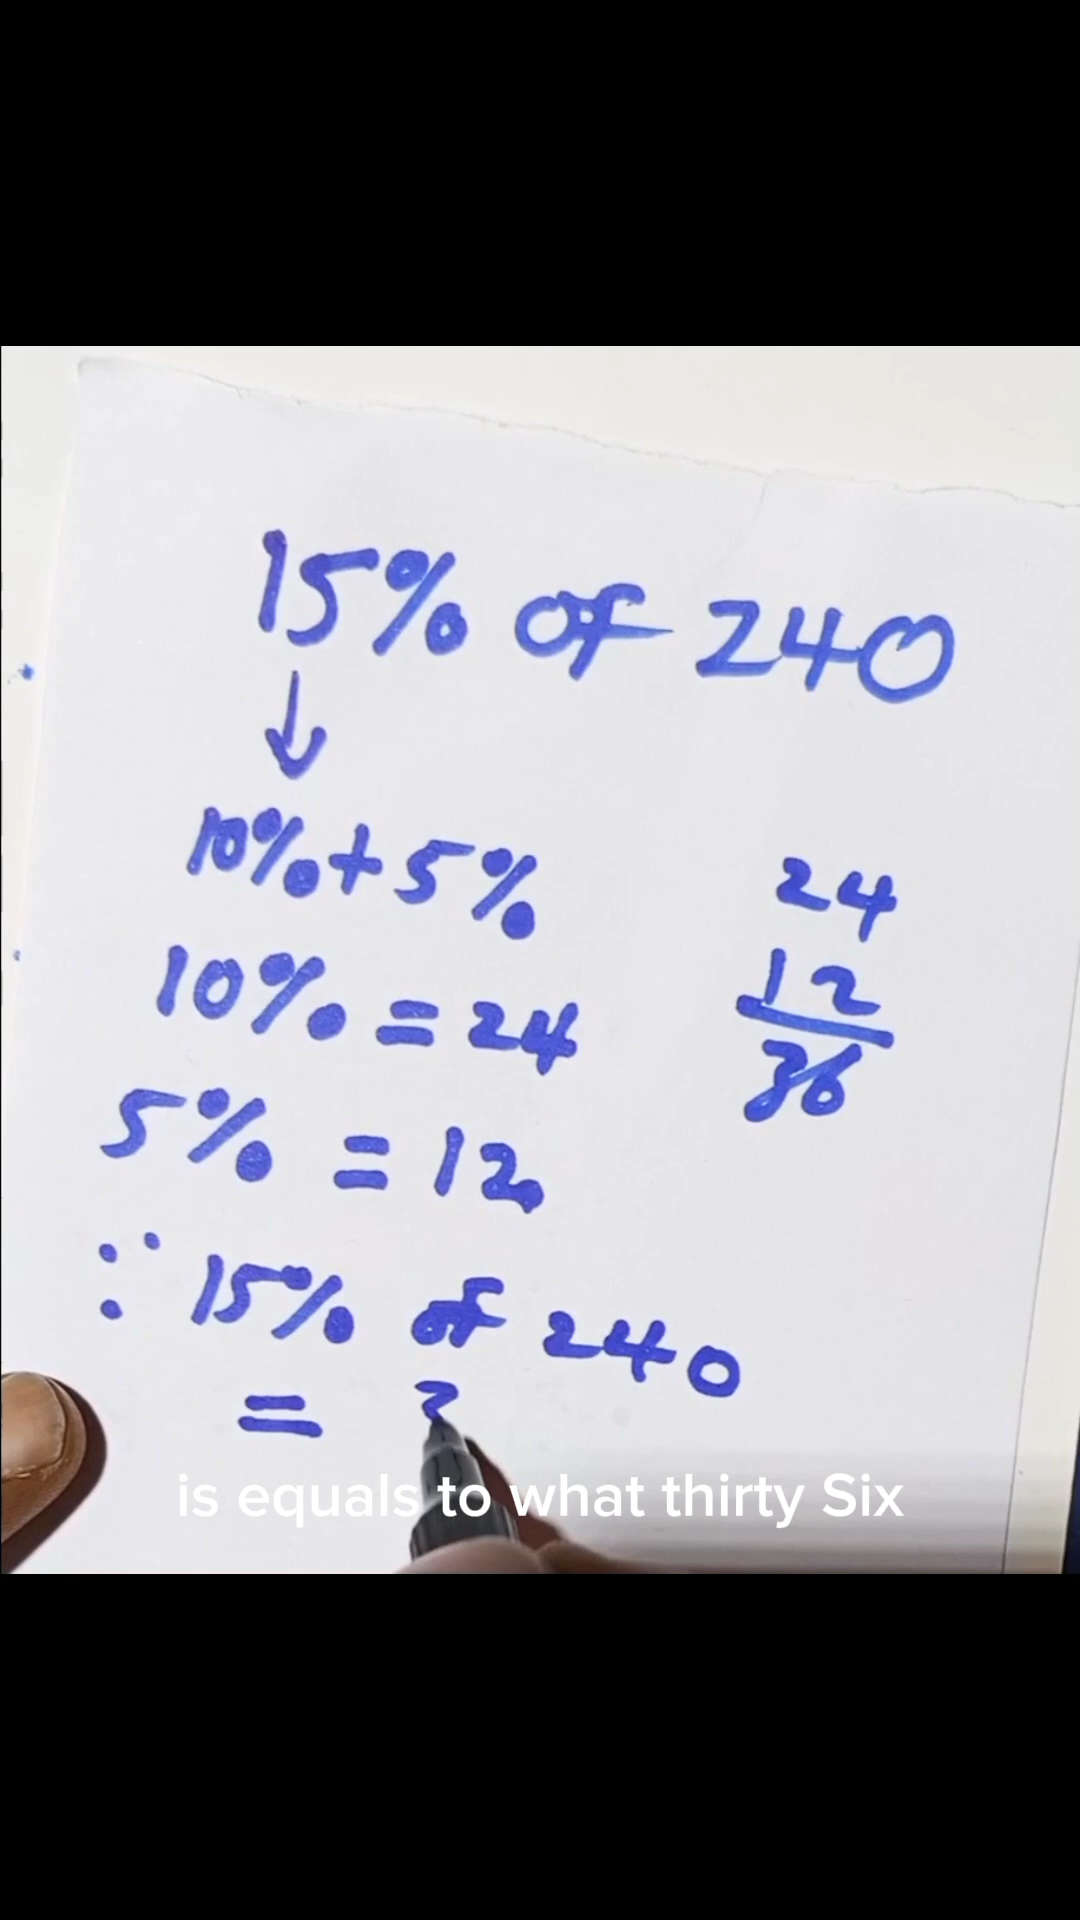 15% of 240
↓
10%+5%
10% = 24
5% = 12
24
12
36
∵ 15% of 240
= 3
is equals to what thirty Six